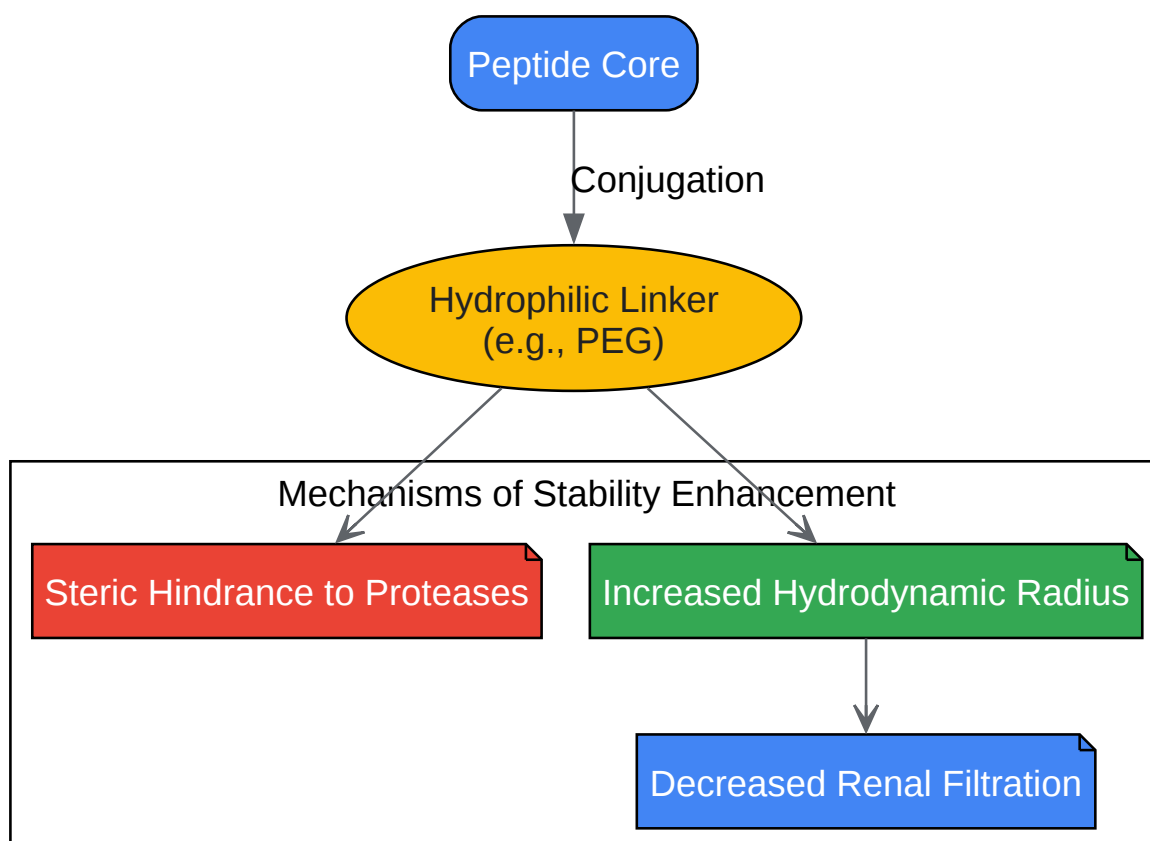 Peptide Core
Conjugation
Hydrophilic Linker
(e.g., PEG)
Mechanisms of Stability Enhancement
Steric Hindrance to Proteases
Increased Hydrodynamic Radius
Decreased Renal Filtration